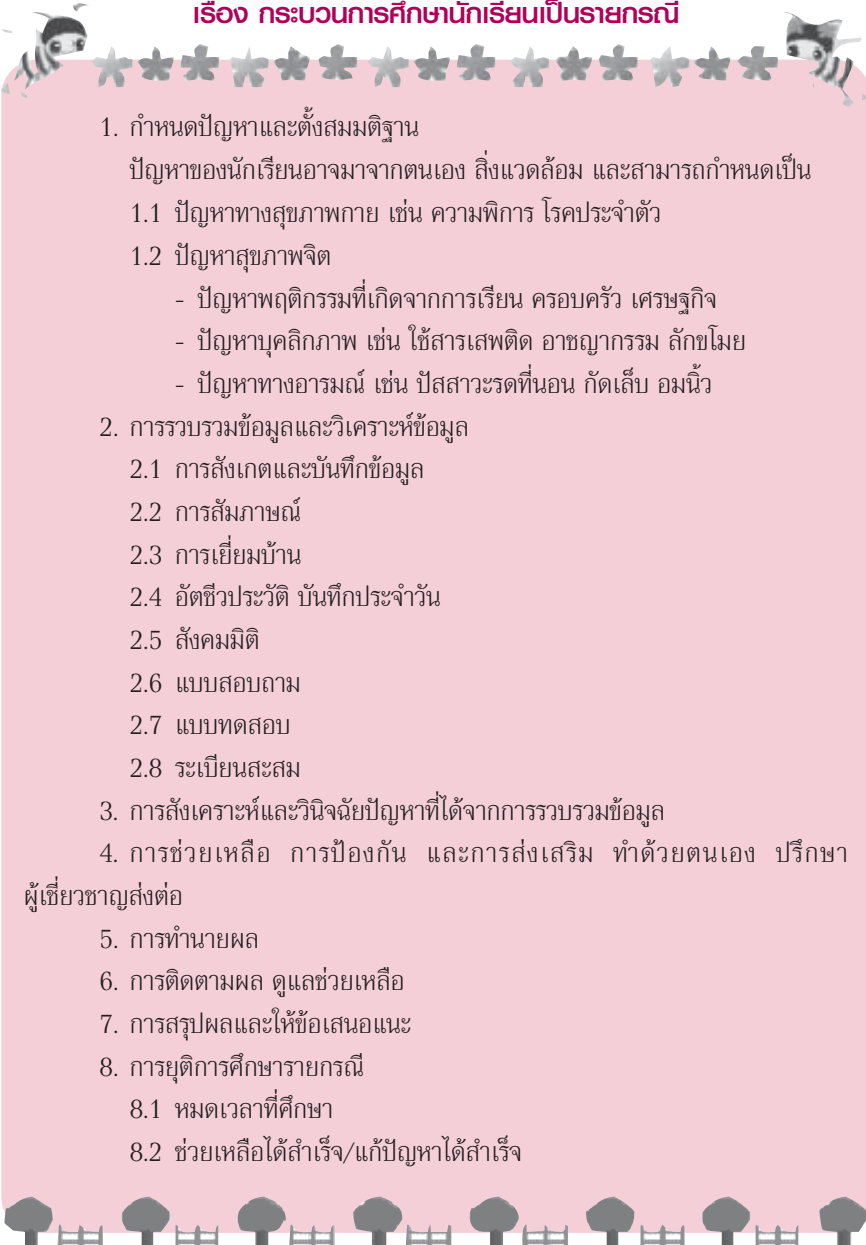 เรื่อง กระบวนการศึกษานักเรียนเป็นรายกรณี
1. กำหนดปัญหาและตั้งสมมติฐาน
ปัญหาของนักเรียนอาจมาจากตนเอง สิ่งแวดล้อม และสามารถกำหนดเป็น
1.1 ปัญหาทางสุขภาพกาย เช่น ความพิการ โรคประจำตัว
1.2 ปัญหาสุขภาพจิต
- ปัญหาพฤติกรรมที่เกิดจากการเรียน ครอบครัว เศรษฐกิจ
- ปัญหาบุคลิกภาพ เช่น ใช้สารเสพติด อาชญากรรม ลักขโมย
- ปัญหาทางอารมณ์ เช่น ปัสสาวะรดที่นอน กัดเล็บ อมนิ้ว
2. การรวบรวมข้อมูลและวิเคราะห์ข้อมูล
2.1 การสังเกตและบันทึกข้อมูล
2.2 การสัมภาษณ์
2.3 การเยี่ยมบ้าน
2.4 อัตชีวประวัติ บันทึกประจำวัน
2.5 สังคมมิติ
2.6 แบบสอบถาม
2.7 แบบทดสอบ
2.8 ระเบียนสะสม
3. การสังเคราะห์และวินิจฉัยปัญหาที่ได้จากการรวบรวมข้อมูล
4. การช่วยเหลือ การป้องกัน และการส่งเสริม ทำด้วยตนเอง ปรึกษา
ผู้เชี่ยวชาญส่งต่อ
5. การทำนายผล
6. การติดตามผล ดูแลช่วยเหลือ
7. การสรุปผลและให้ข้อเสนอแนะ
8. การยุติการศึกษารายกรณี
8.1 หมดเวลาที่ศึกษา
8.2 ช่วยเหลือได้สำเร็จ/แก้ปัญหาได้สำเร็จ